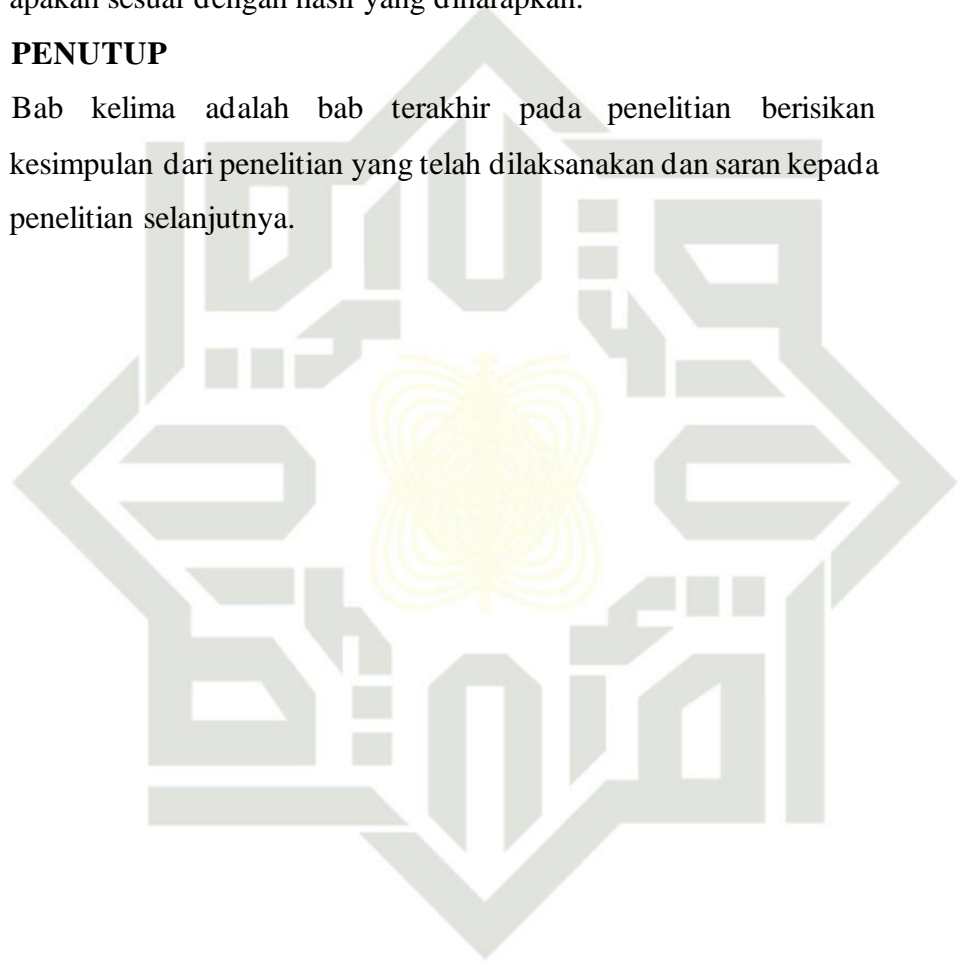 apakah sesuai dengan hasil yang diharapkan.
PENUTUP
Bab kelima adalah bab terakhir pada penelitian berisikan
kesimpulan dari penelitian yang telah dilaksanakan dan saran kepada
penelitian selanjutnya.